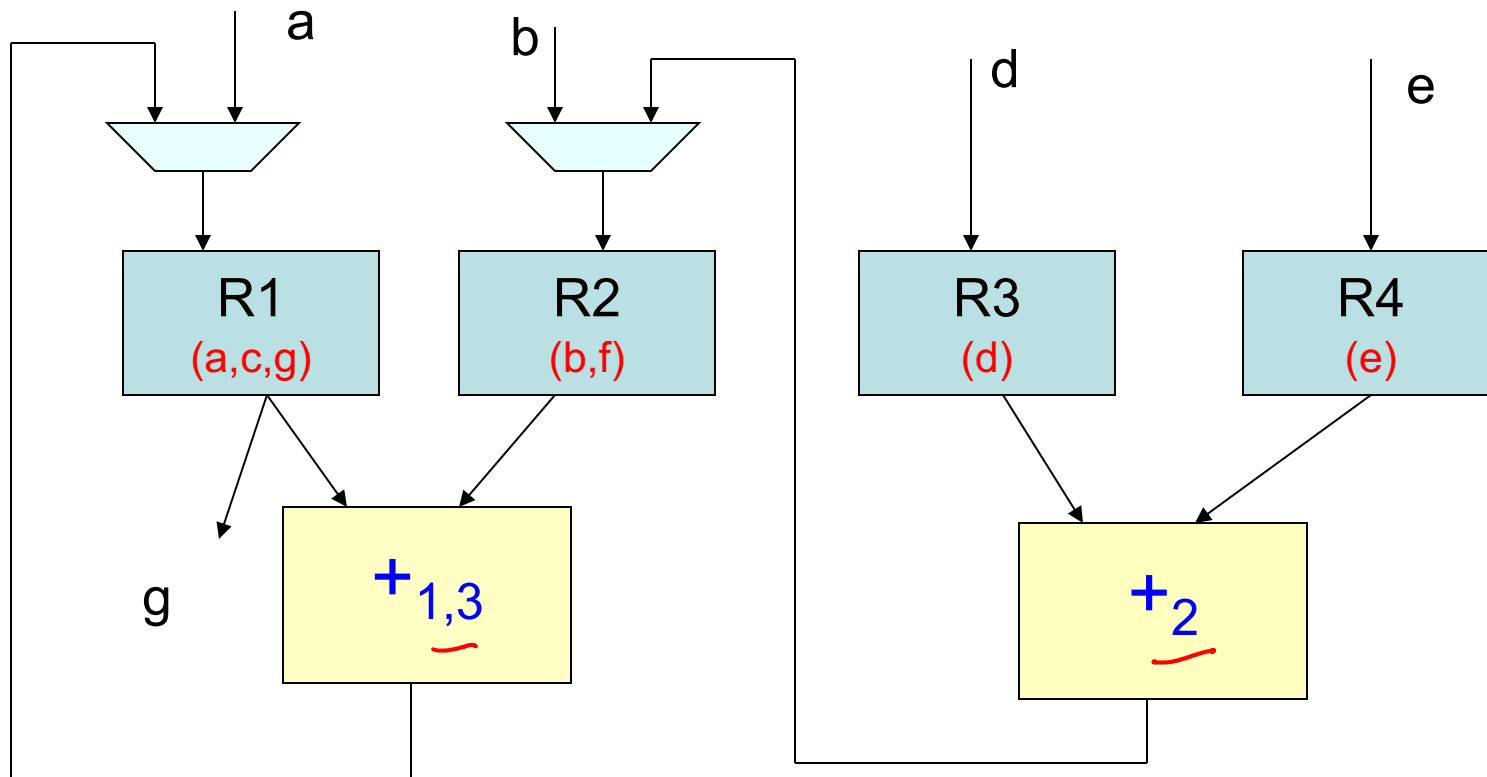 a
b
d
e
R1
(a,c,g)
R2
(b,f)
R3
(d)
R4
(e)
g
+1,3
+2